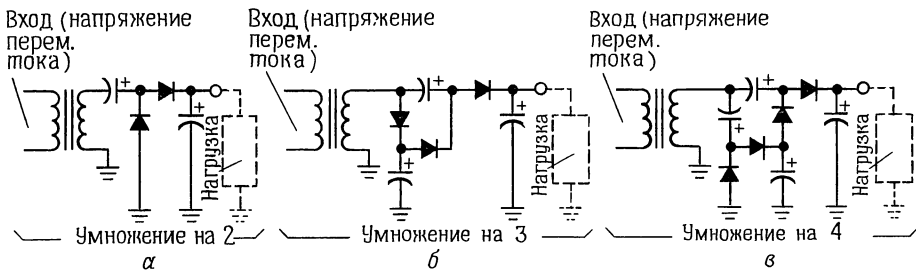 Вход (напряжение
перем.
тока)
+
+
Нагрузка
Умножение на 2
а
Вход (напряжение
перем.
тока)
+
+
+
Нагрузка
Умножение на 3
б
Вход (напряжение
перем.
тока)
+
+
+
+
Нагрузка
Умножение на 4
в